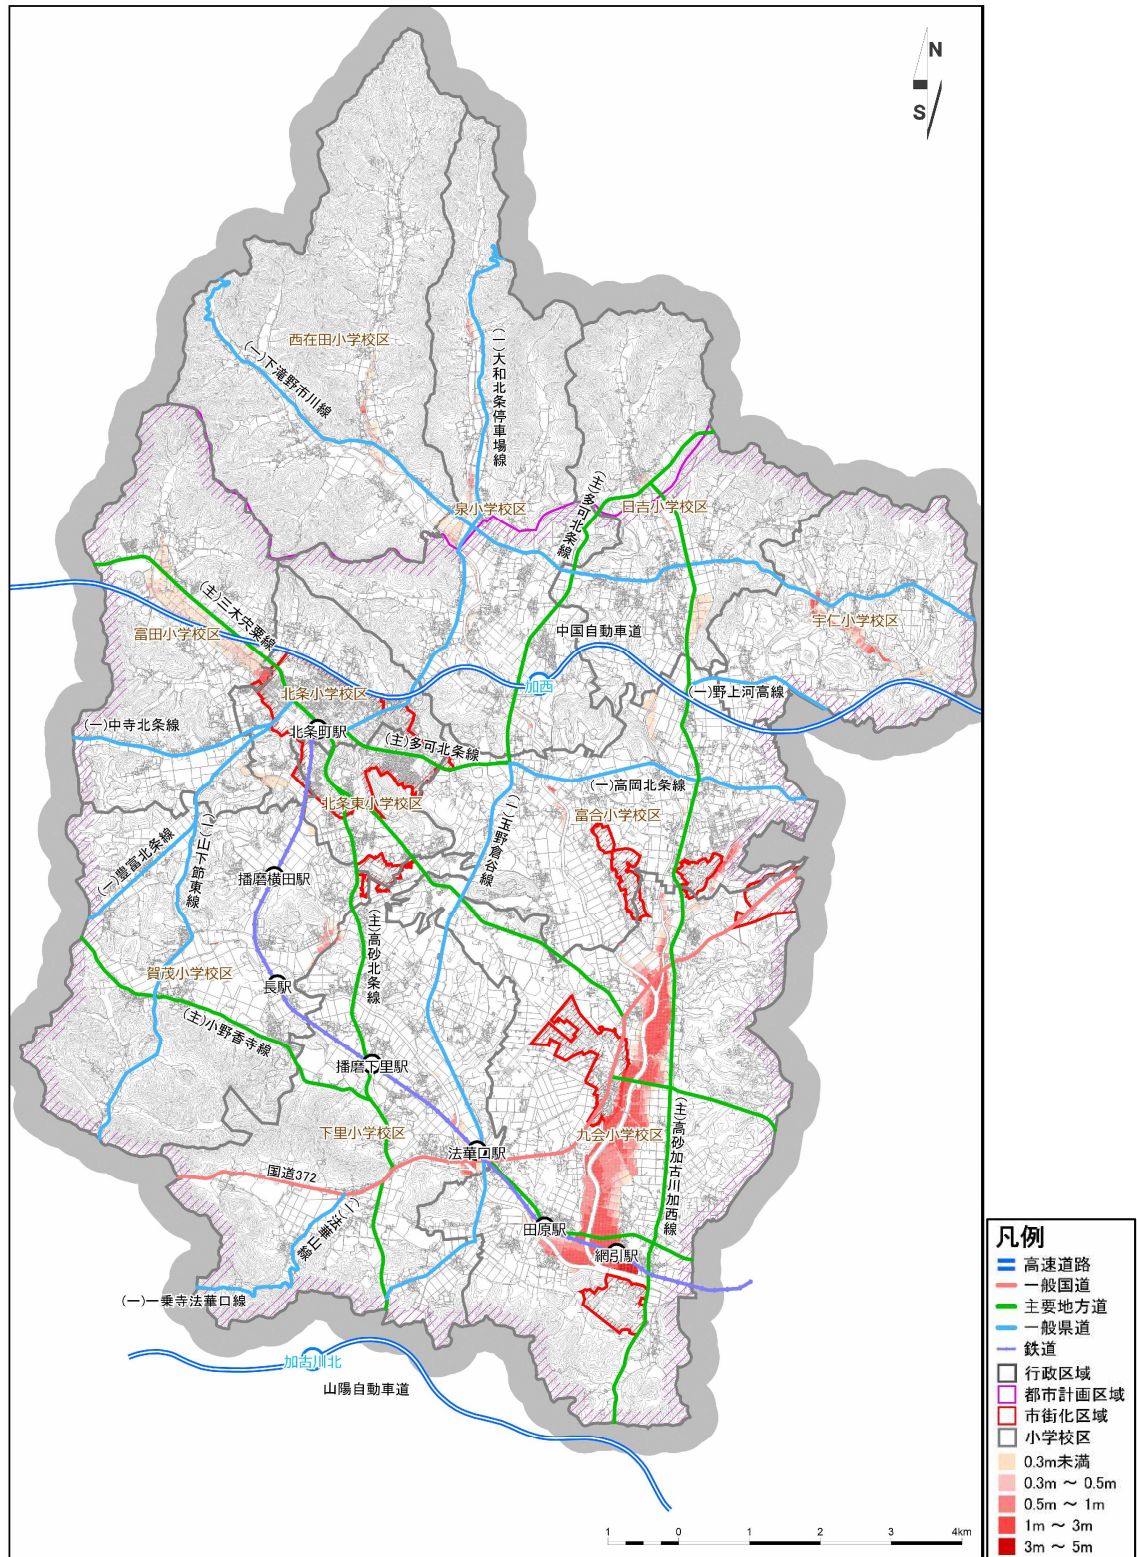 N
S
西在田小学校区
(一)下滝野市川線
(一)大和北条停車場線
泉小学校区
(主)多可北条線
日吉小学校区
(主)三木宍粟線
富田小学校区
中国自動車道
宇仁小学校区
北条小学校区
加西
(一)野上河高線
(一)中寺北条線
北条町駅
(主)多可北条線
(一)高岡北条線
北条東小学校区
(一)玉野倉谷線
富合小学校区
(一)豊富北条線
(一)山下節東線
播磨横田駅
(主)高砂北条線
賀茂小学校区
長駅
(主)小野香寺線
播磨下里駅
下里小学校区
九会小学校区
(主)高砂加古川加西線
法華口駅
国道372
(一)法華山線
田原駅
網引駅
(一)一乗寺法華口線
加古川北
山陽自動車道
凡例
高速道路
一般国道
主要地方道
一般県道
鉄道
行政区域
都市計画区域
市街化区域
小学校区
0.3m未満
0.3m ～ 0.5m
0.5m ～ 1m
1m ～ 3m
3m ～ 5m
1 0 1 2 3 4km